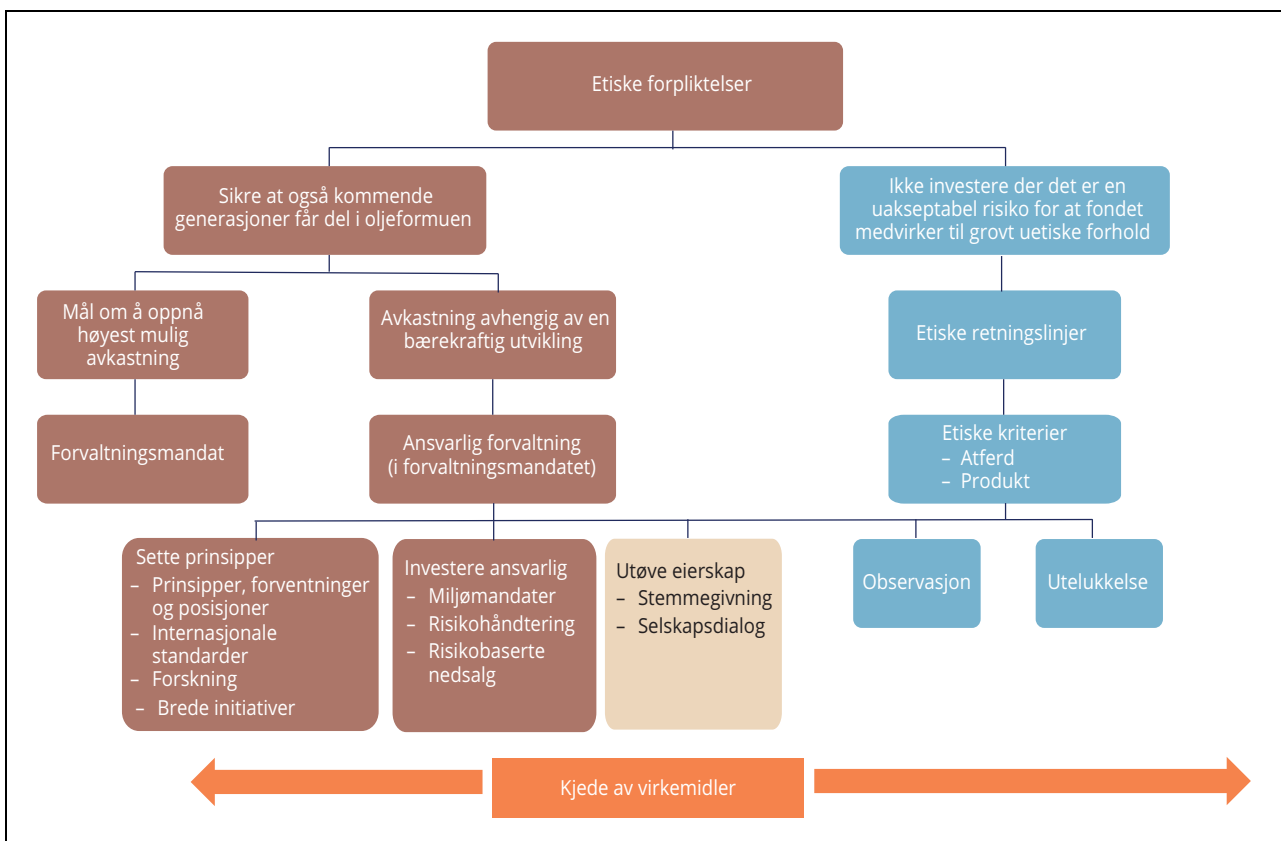 Etiske forpliktelser
Sikre at også kommende
generasjoner får del i oljeformuen
Ikke investere der det er en
uakseptabel risiko for at fondet
medvirker til grovt uetiske forhold
Mål om å oppnå
høyest mulig
avkastning
Avkastning avhengig av en
bærekraftig utvikling
Etiske retningslinjer
Forvaltningsmandat
Ansvarlig forvaltning
(i forvaltningsmandatet)
Etiske kriterier
– Atferd
– Produkt
Sette prinsipper
– Prinsipper, forventninger
og posisjoner
– Internasjonale
standarder
– Forskning
– Brede initiativer
Investere ansvarlig
– Miljømandater
– Risikohåndtering
– Risikobaserte
nedsalg
Utøve eierskap
– Stemmegivning
– Selskapsdialog
Observasjon
Utelukkelse
Kjede av virkemidler